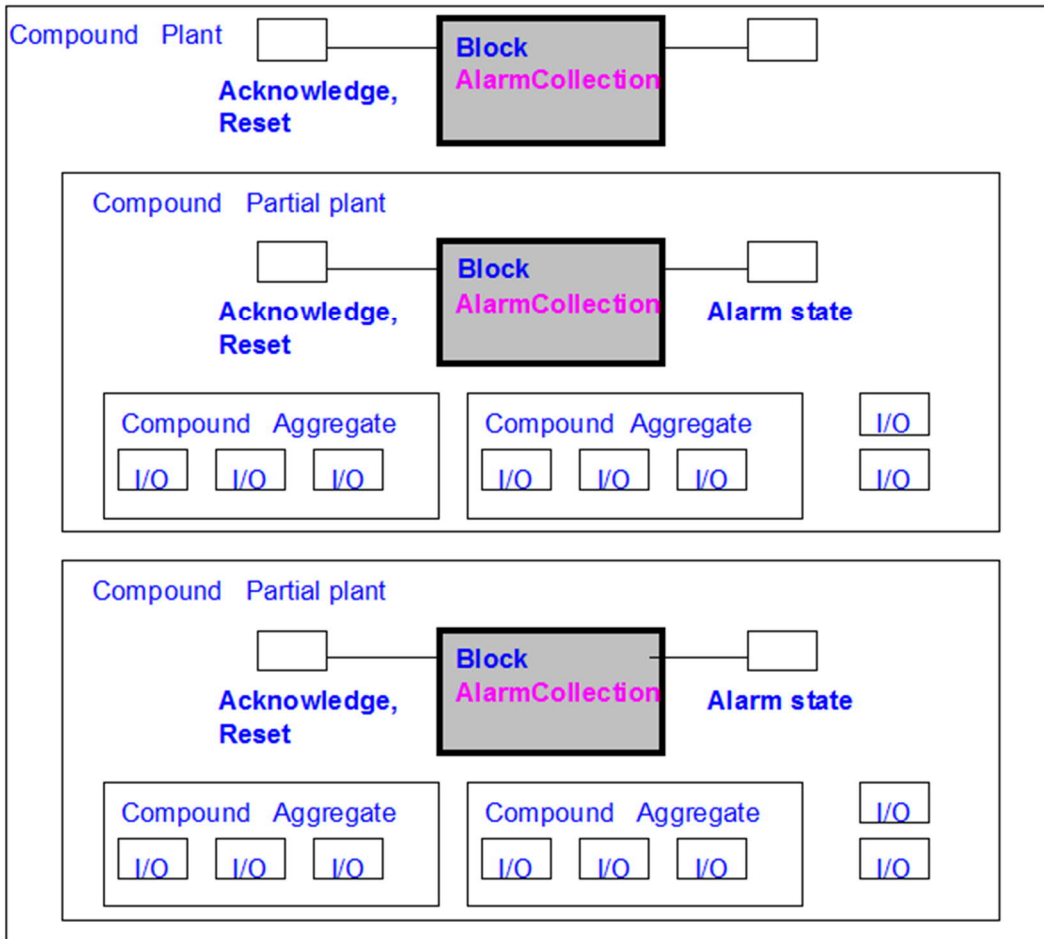 Compound Plant
Block
AlarmCollection
Acknowledge,
Reset
Compound Partial plant
Block
AlarmCollection
Acknowledge,
Reset
Alarm state
Compound Aggregate
I/O I/O I/O
Compound Aggregate
I/O I/O I/O
I/O
I/O
Compound Partial plant
Block
AlarmCollection
Acknowledge,
Reset
Alarm state
Compound Aggregate
I/O I/O I/O
Compound Aggregate
I/O I/O I/O
I/O
I/O